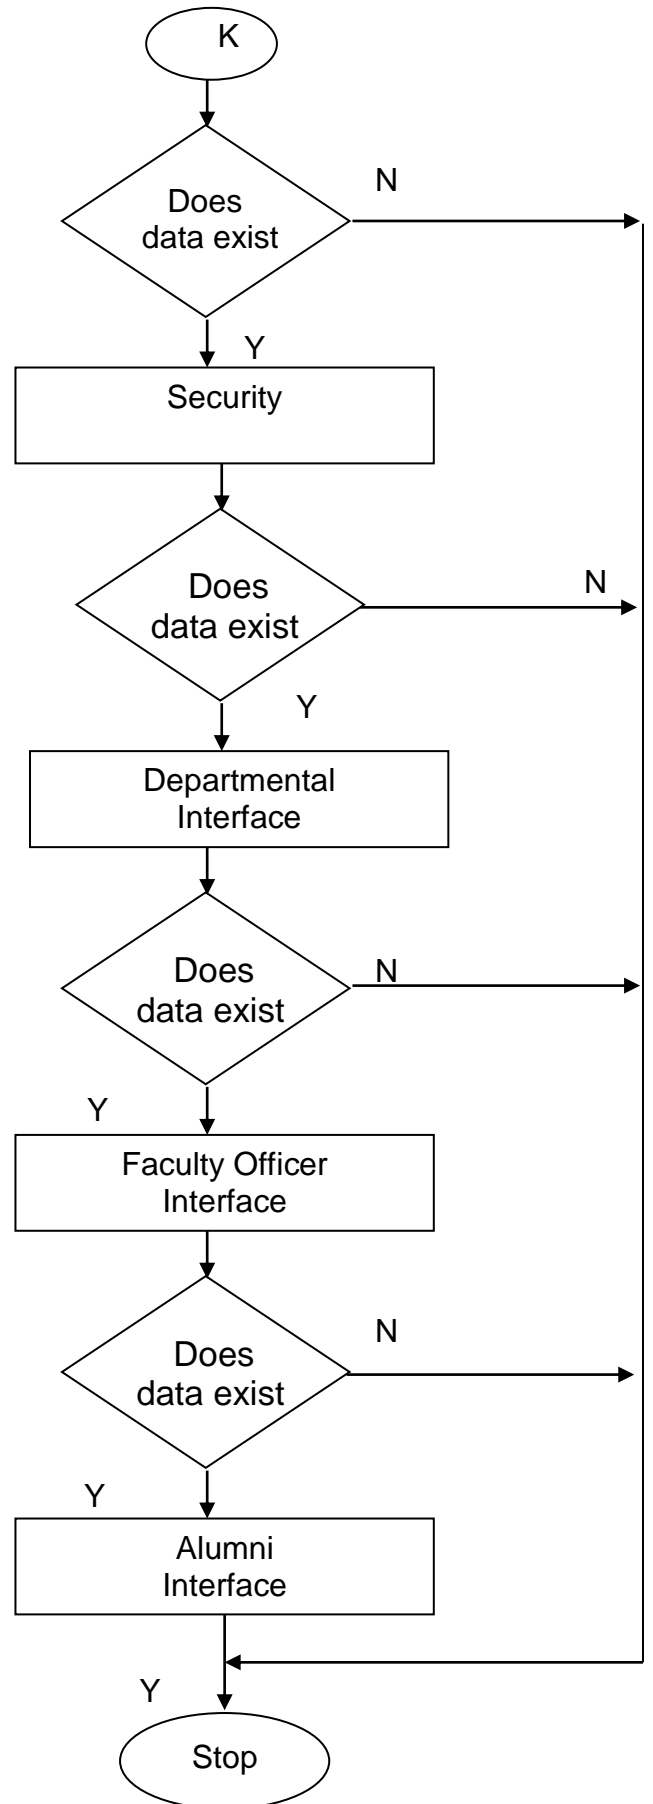 K
N
Does
data exist
Y
Security
Does
data exist
N
Y
Departmental
Interface
Does
data exist
N
Y
Faculty Officer
Interface
N
Does
data exist
Y
Alumni
Interface
Y
Stop